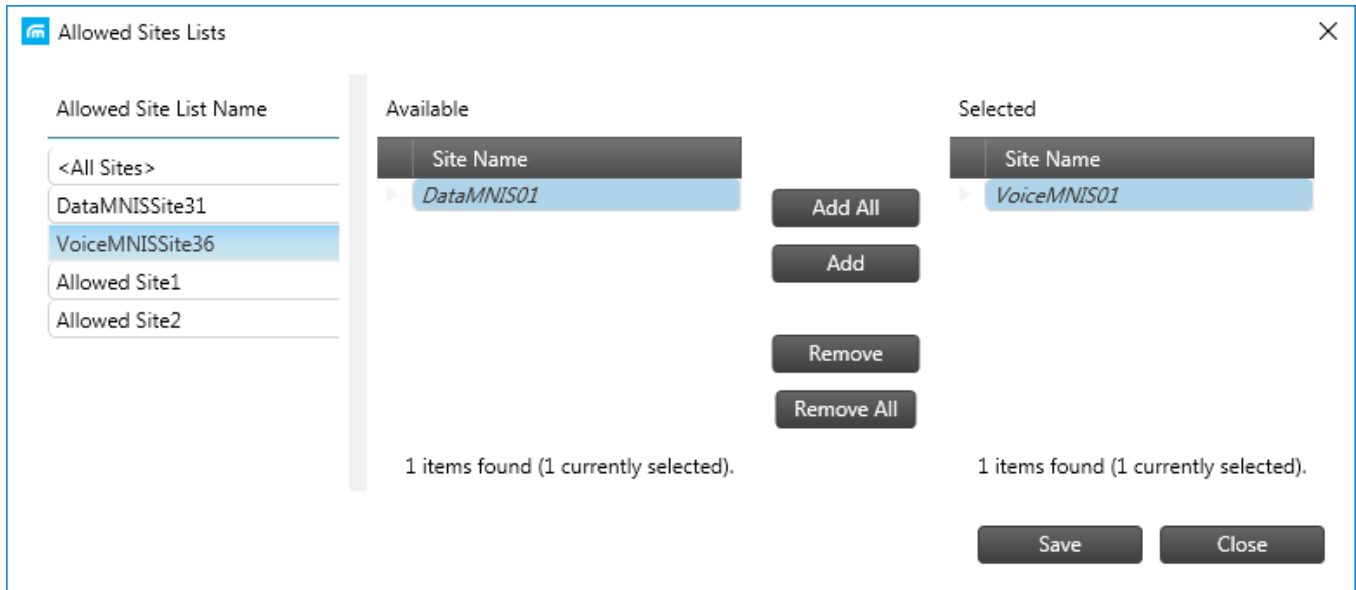 Allowed Sites Lists
Allowed Site List Name
<All Sites>
DataMNISSite31
VoiceMNISSite36
Allowed Site1
Allowed Site2
Available
Site Name
DataMNIS01
1 items found (1 currently selected).
Add All
Add
Remove
Remove All
Selected
Site Name
VoiceMNIS01
1 items found (1 currently selected).
Save
Close